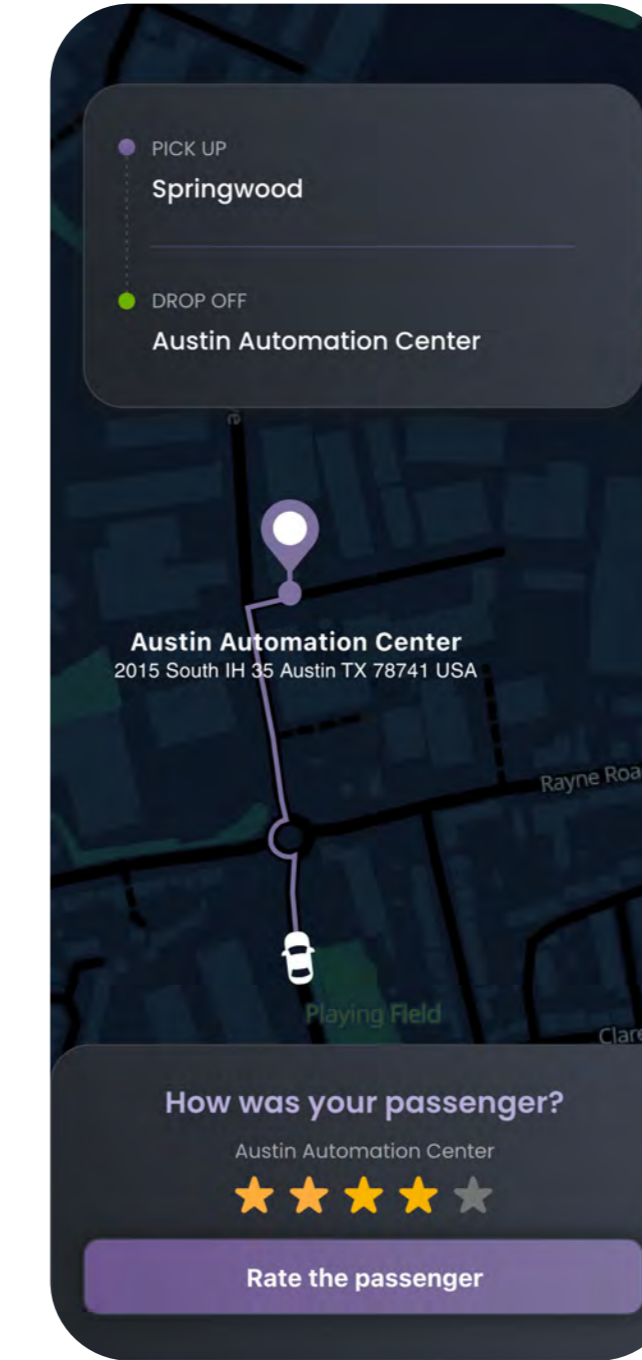 PICK UP
Springwood
DROP OFF
Austin Automation Center
Austin Automation Center
2015 South IH 35 Austin TX 78741 USA
Rayne Roa
Playing Field
Clare
How was your passenger?
Austin Automation Center
Rate the passenger